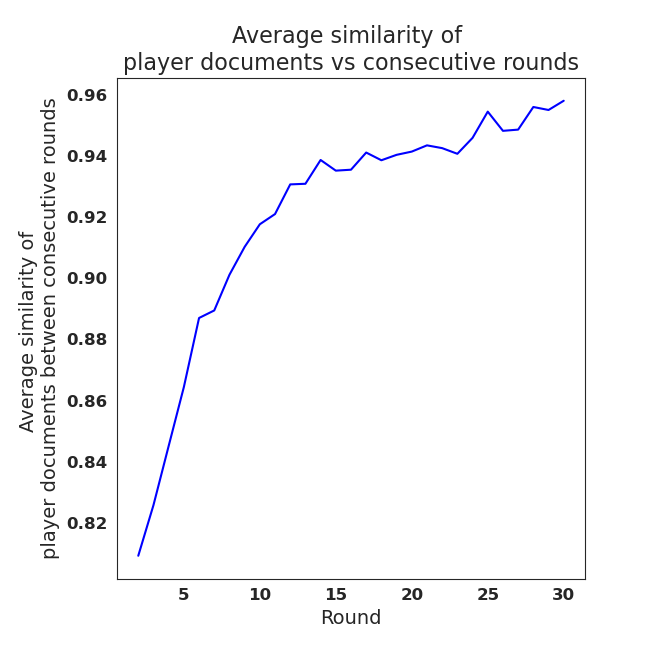 Average similarity of
player documents vs consecutive rounds
Average similarity of
player documents between consecutive rounds
0.96
0.94
0.92
0.90
0.88
0.86
0.84
0.82
5 10 15 20 25 30
Round